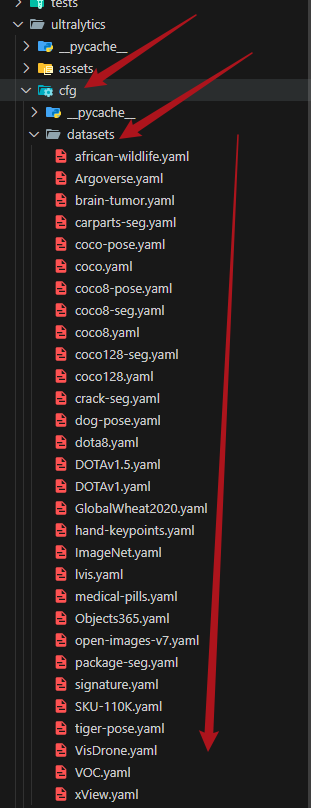 tests
ultralytics
__pycache__
assets
cfg
__pycache__
datasets
african-wildlife.yaml
Argoverse.yaml
brain-tumor.yaml
carparts-seg.yaml
coco-pose.yaml
coco.yaml
coco8-pose.yaml
coco8-seg.yaml
coco8.yaml
coco128-seg.yaml
coco128.yaml
crack-seg.yaml
dog-pose.yaml
dota8.yaml
DOTAv1.5.yaml
DOTAv1.yaml
GlobalWheat2020.yaml
hand-keypoints.yaml
ImageNet.yaml
lvis.yaml
medical-pills.yaml
Objects365.yaml
open-images-v7.yaml
package-seg.yaml
signature.yaml
SKU-110K.yaml
tiger-pose.yaml
VisDrone.yaml
VOC.yaml
xView.yaml